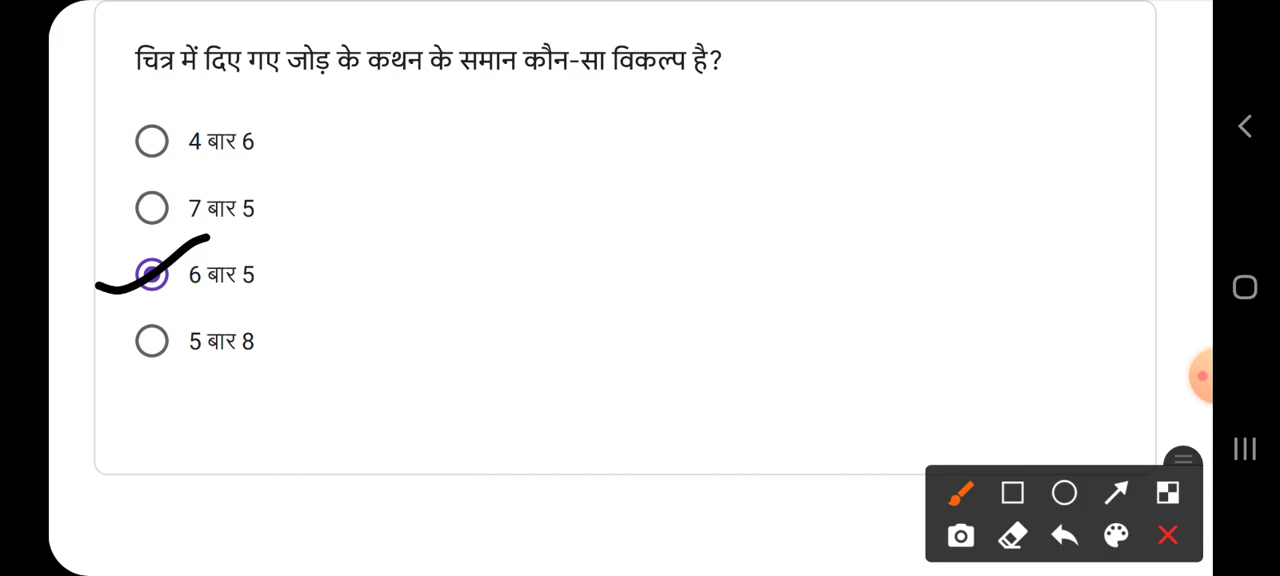 चित्र में दिए गए जोड़ के कथन के समान कौन-सा विकल्प है?
4 बार 6
7 बार 5
6 बार 5
5 बार 8